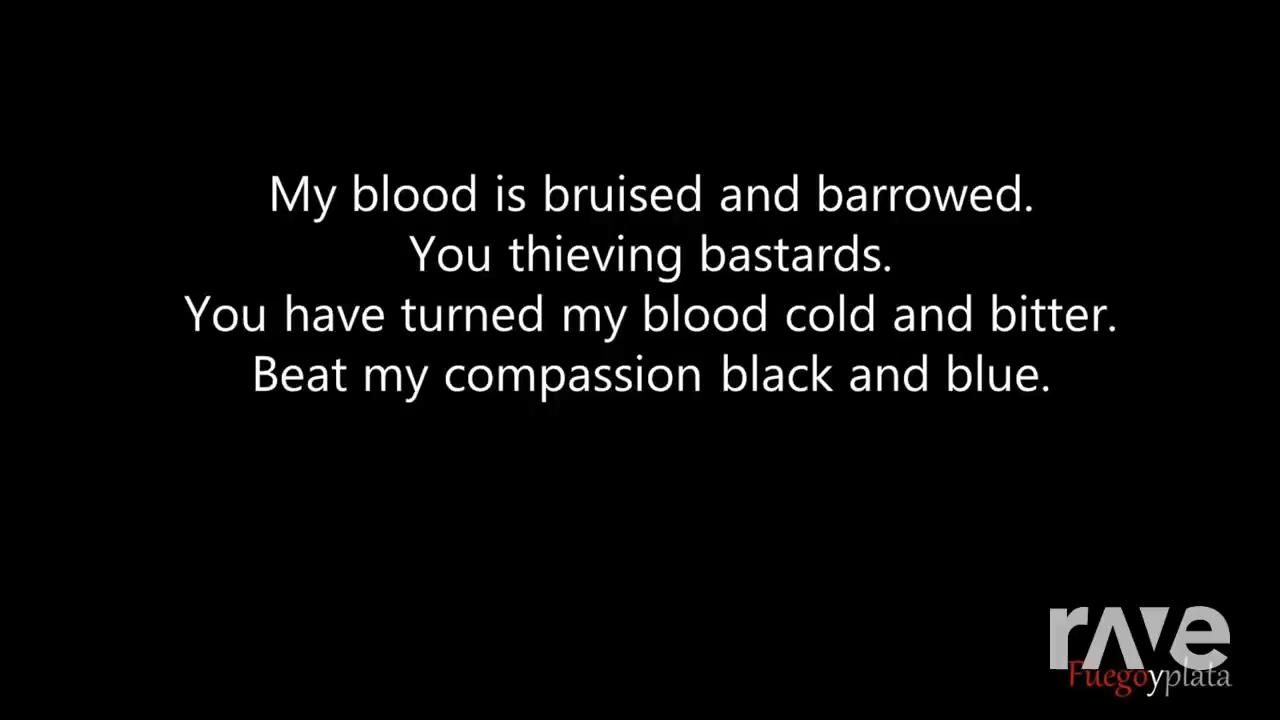 My blood is bruised and barrowed.
You thieving bastards.
You have turned my blood cold and bitter.
Beat my compassion black and blue.
rave
Fuegoyplata